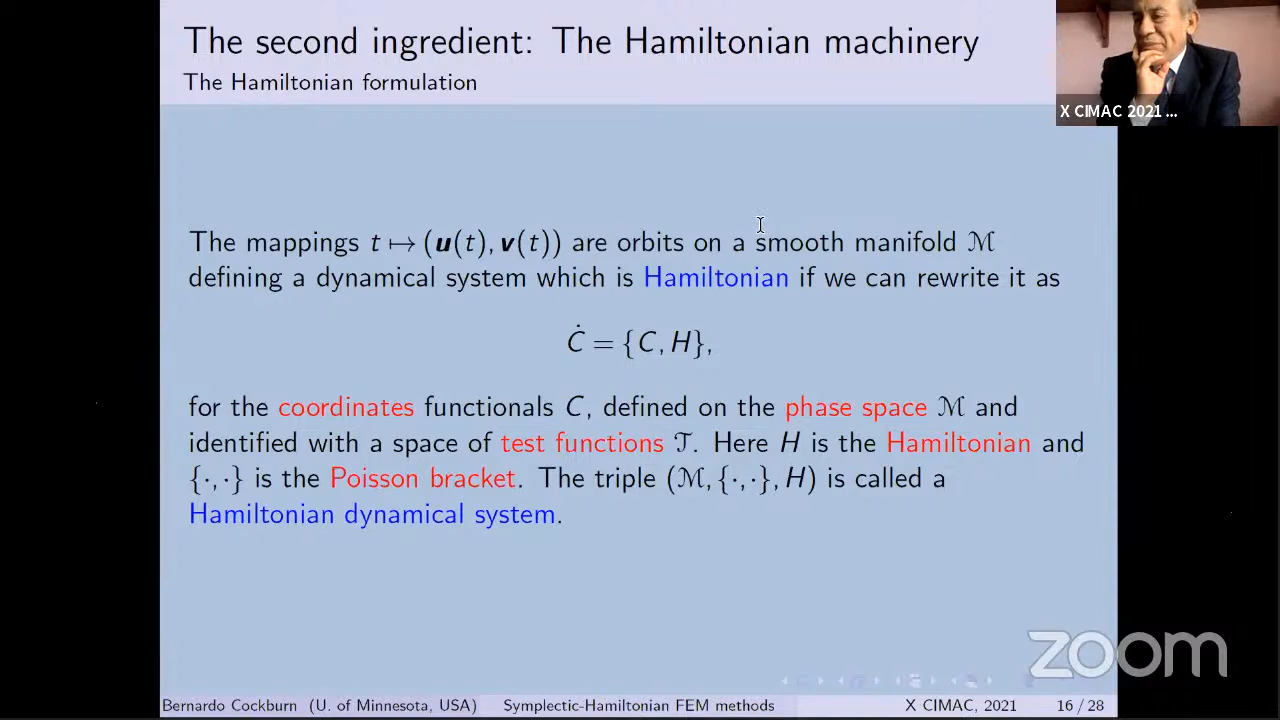 The second ingredient: The Hamiltonian machinery
The Hamiltonian formulation
X CIMAC 2021 ...
The mappings t ↦ (u(t), v(t)) are orbits on a smooth manifold ℳ
defining a dynamical system which is Hamiltonian if we can rewrite it as
Ċ = {C, H},
for the coordinates functionals C, defined on the phase space ℳ and
identified with a space of test functions 𝒯. Here H is the Hamiltonian and
{·, ·} is the Poisson bracket. The triple (ℳ, {·, ·}, H) is called a
Hamiltonian dynamical system.
zoom
Bernardo Cockburn (U. of Minnesota, USA) Symplectic-Hamiltonian FEM methods X CIMAC, 2021 16 / 28